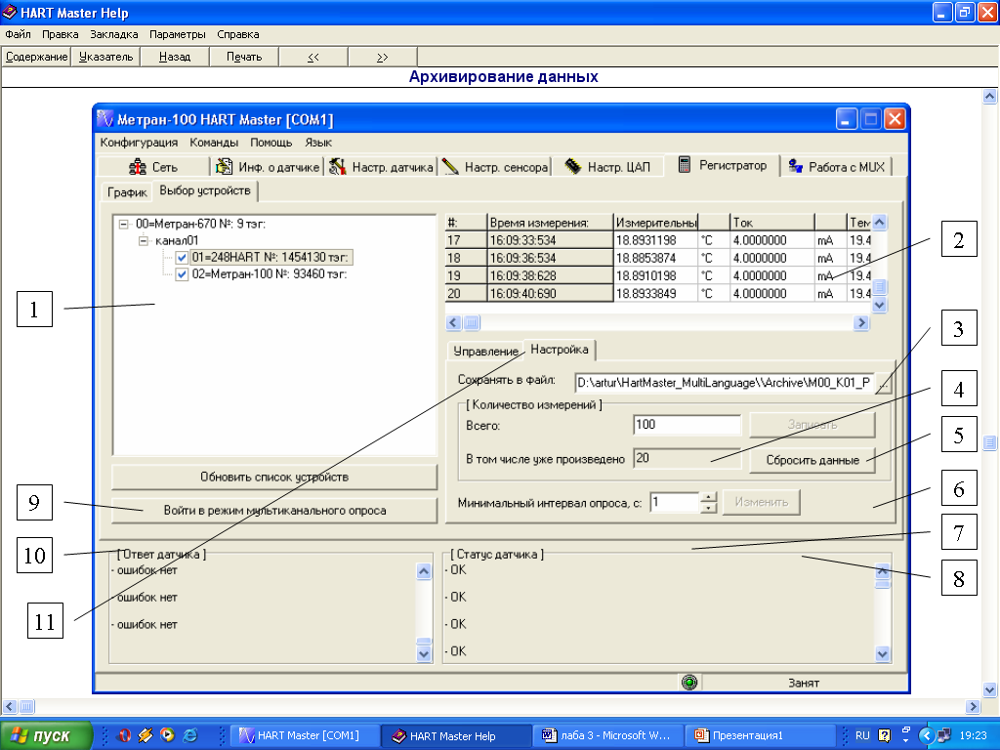 HART Master Help
Файл Правка Закладка Параметры Справка
Содержание Указатель Назад Печать << >>
Архивирование данных
Метран-100 HART Master [COM1]
Конфигурация Команды Помощь Язык
Сеть Инф. о датчике Настр. датчика Настр. сенсора Настр. ЦАП Регистратор Работа с MUX
График Выбор устройств
00=Метран-670 №: 9 тэг:
канал01
01=248HART №: 1454130 тэг:
02=Метран-100 №: 93460 тэг:
#: Время измерения: Измерительны Ток Тем
17 16:09:33:534 18.8931198 °C 4.0000000 mA 19.4
18 16:09:36:534 18.8853874 °C 4.0000000 mA 19.4
19 16:09:38:628 18.8910198 °C 4.0000000 mA 19.4
20 16:09:40:690 18.8933849 °C 4.0000000 mA 19.4
Управление Настройка
Сохранять в файл: D:\artur\HartMaster_MultiLanguage\\Archive\M00_K01_P ...
[ Количество измерений ]
Всего: 100 Записать
В том числе уже произведено 20 Сбросить данные
Минимальный интервал опроса, с: 1 Изменить
Обновить список устройств
Войти в режим мультиканального опроса
[ Ответ датчика ]
- ошибок нет
- ошибок нет
- ошибок нет
[ Статус датчика ]
- OK
- OK
- OK
- OK
Занят
1
2
3
4
5
6
7
8
9
10
11
пуск HART Master [COM1] HART Master Help лаба 3 - Microsoft W... Презентация1 RU 19:23